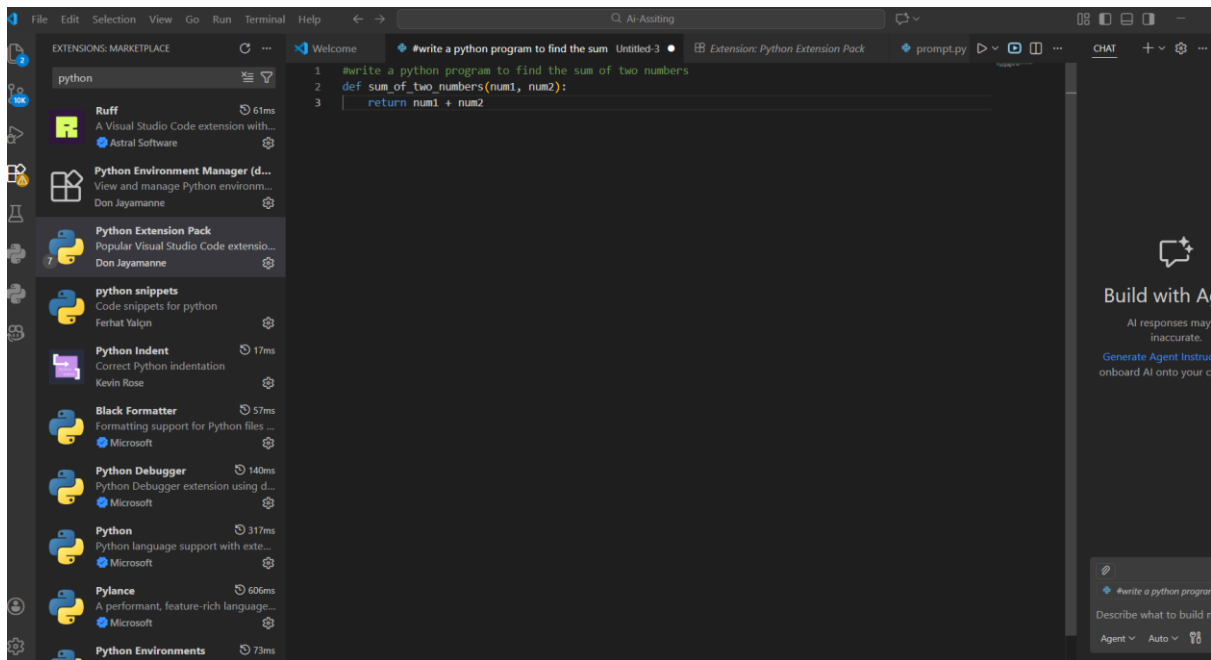 File Edit Selection View Go Run Terminal Help
Ai-Assiting
EXTENSIONS: MARKETPLACE
python
Ruff 61ms
A Visual Studio Code extension with...
Astral Software
Python Environment Manager (d...
View and manage Python environm...
Don Jayamanne
Python Extension Pack
Popular Visual Studio Code extensio...
Don Jayamanne
7
python snippets
Code snippets for python
Ferhat Yalçın
Python Indent 17ms
Correct Python indentation
Kevin Rose
Black Formatter 57ms
Formatting support for Python files ...
Microsoft
Python Debugger 140ms
Python Debugger extension using d...
Microsoft
Python 317ms
Python language support with exte...
Microsoft
Pylance 606ms
A performant, feature-rich language...
Microsoft
Python Environments 73ms
2
10K
Welcome #write a python program to find the sum Untitled-3 Extension: Python Extension Pack prompt.py
1 #write a python program to find the sum of two numbers
2 def sum_of_two_numbers(num1, num2):
3 return num1 + num2
CHAT
Build with A
AI responses may
inaccurate.
Generate Agent Instruc
onboard AI onto your c
#write a python program
Describe what to build n
Agent Auto